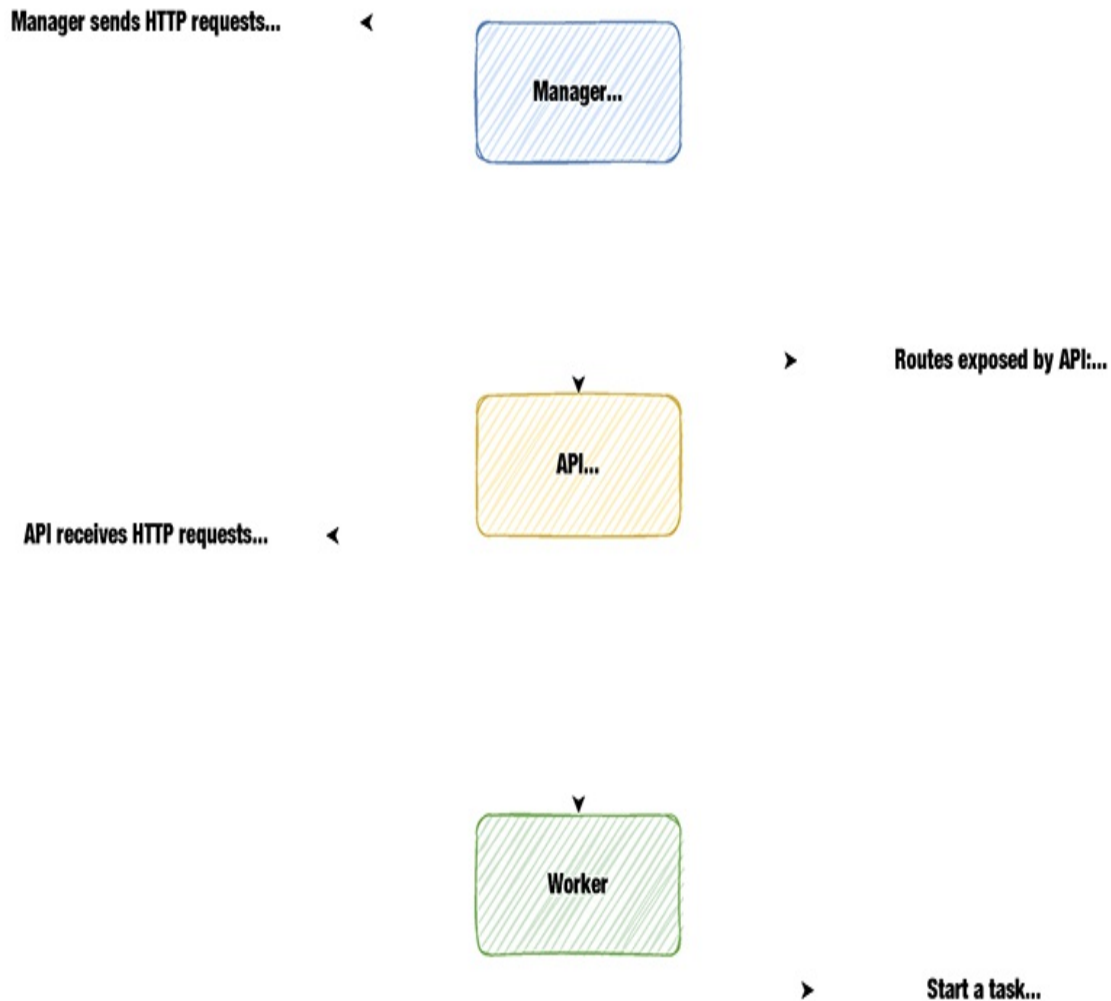 Manager sends HTTP requests...
Manager...
Routes exposed by API:...
API...
API receives HTTP requests...
Worker
Start a task...